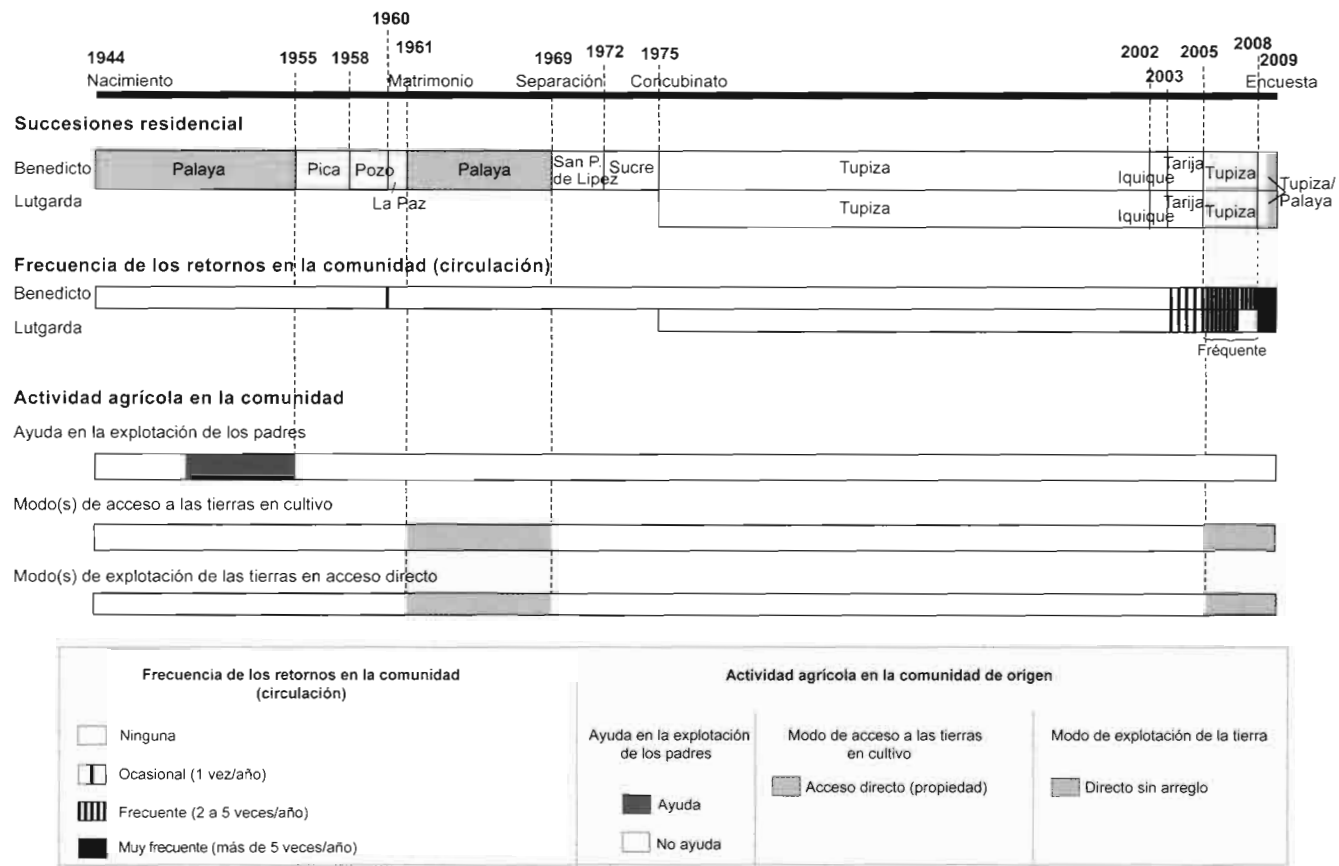 1960
1944 1955 1958 1961 1969 1972 1975 2002 2005 2008
2003 2009
Nacimiento Matrimonio Separación Concubinato Encuesta
Succesiones residencial
Benedicto Palaya Pica Pozo Palaya San P. de Lipez Sucre Tupiza Iquique Tarija Tupiza
La Paz
Tupiza/
Palaya
Lutgarda Tupiza Iquique Tarija Tupiza
Frecuencia de los retornos en la comunidad (circulación)
Benedicto
Lutgarda
Fréquente
Actividad agrícola en la comunidad
Ayuda en la explotación de los padres
Modo(s) de acceso a las tierras en cultivo
Modo(s) de explotación de las tierras en acceso directo
Frecuencia de los retornos en la comunidad
(circulación)
Ninguna
Ocasional (1 vez/año)
Frecuente (2 a 5 veces/año)
Muy frecuente (más de 5 veces/año)
Actividad agrícola en la comunidad de origen
Ayuda en la explotación
de los padres
Ayuda
No ayuda
Modo de acceso a las tierras
en cultivo
Acceso directo (propiedad)
Modo de explotación de la tierra
Directo sin arreglo